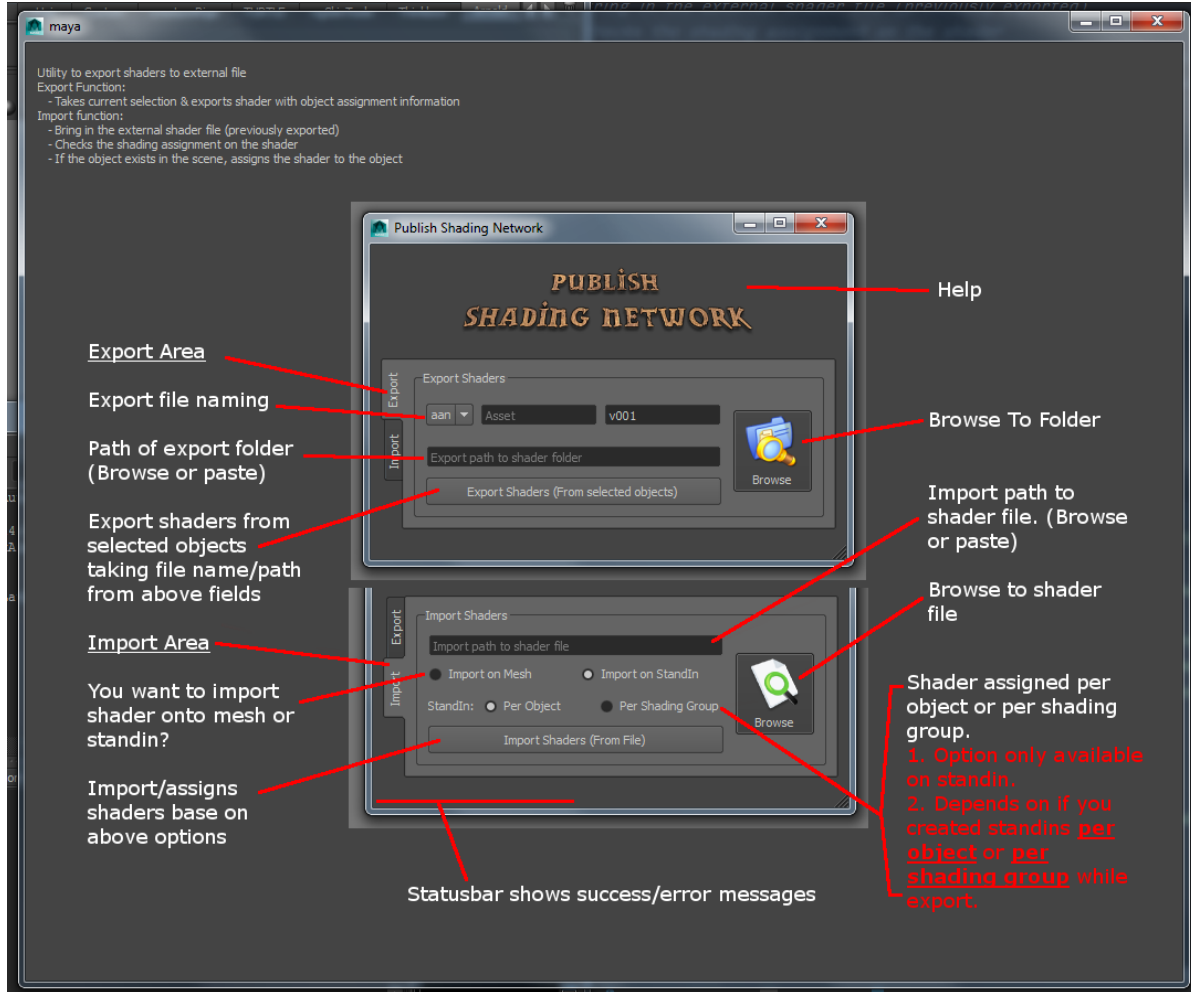 maya
Utility to export shaders to external file
Export Function:
- Takes current selection & exports shader with object assignment information
Import function:
- Bring in the external shader file (previously exported)
- Checks the shading assignment on the shader
- If the object exists in the scene, assigns the shader to the object
Publish Shading Network
PUBLISH
SHADING NETWORK
Help
Export Area
Export file naming
Path of export folder
(Browse or paste)
Export shaders from
selected objects
taking file name/path
from above fields
Export
Import
Export Shaders
aan
Asset
v001
Export path to shader folder
Export Shaders (From selected objects)
Browse
Browse To Folder
Import path to
shader file. (Browse
or paste)
Browse to shader
file
Import Area
You want to import
shader onto mesh or
standin?
Import/assigns
shaders base on
above options
Export
Import
Import Shaders
Import path to shader file
Import on Mesh
Import on StandIn
StandIn:
Per Object
Per Shading Group
Import Shaders (From File)
Browse
Shader assigned per
object or per shading
group.
1. Option only available
on standin.
2. Depends on if you
created standins per
object or per
shading group while
export.
Statusbar shows success/error messages